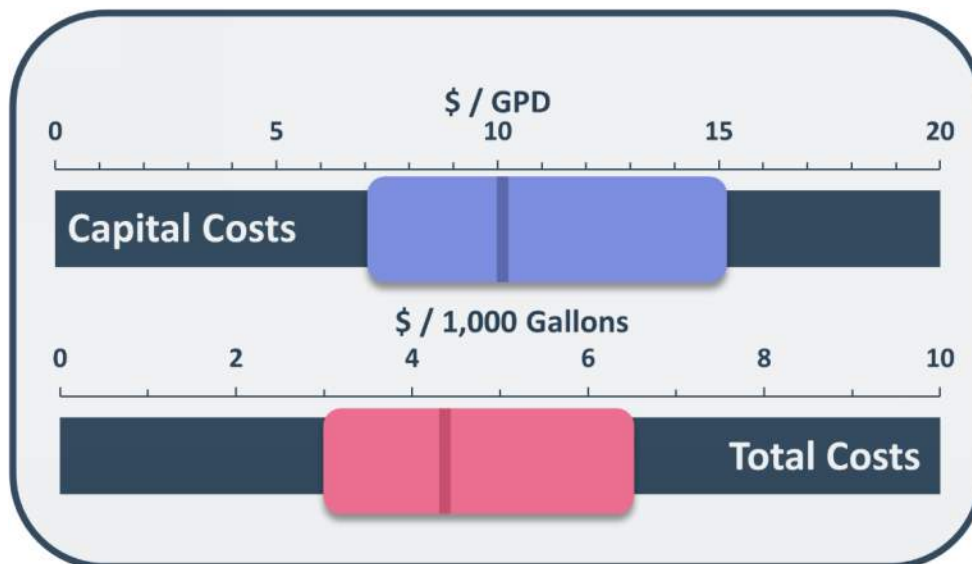 $ / GPD
0 5 10 15 20
Capital Costs
$ / 1,000 Gallons
0 2 4 6 8 10
Total Costs